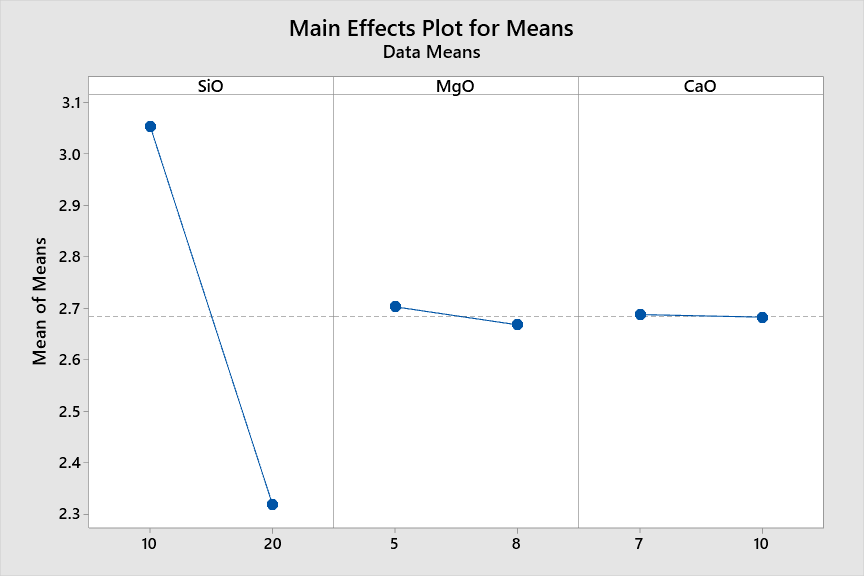 Main Effects Plot for Means
Data Means
SiO MgO CaO
3.1
3.0
2.9
2.8
2.7
2.6
2.5
2.4
2.3
Mean of Means
10 20 5 8 7 10